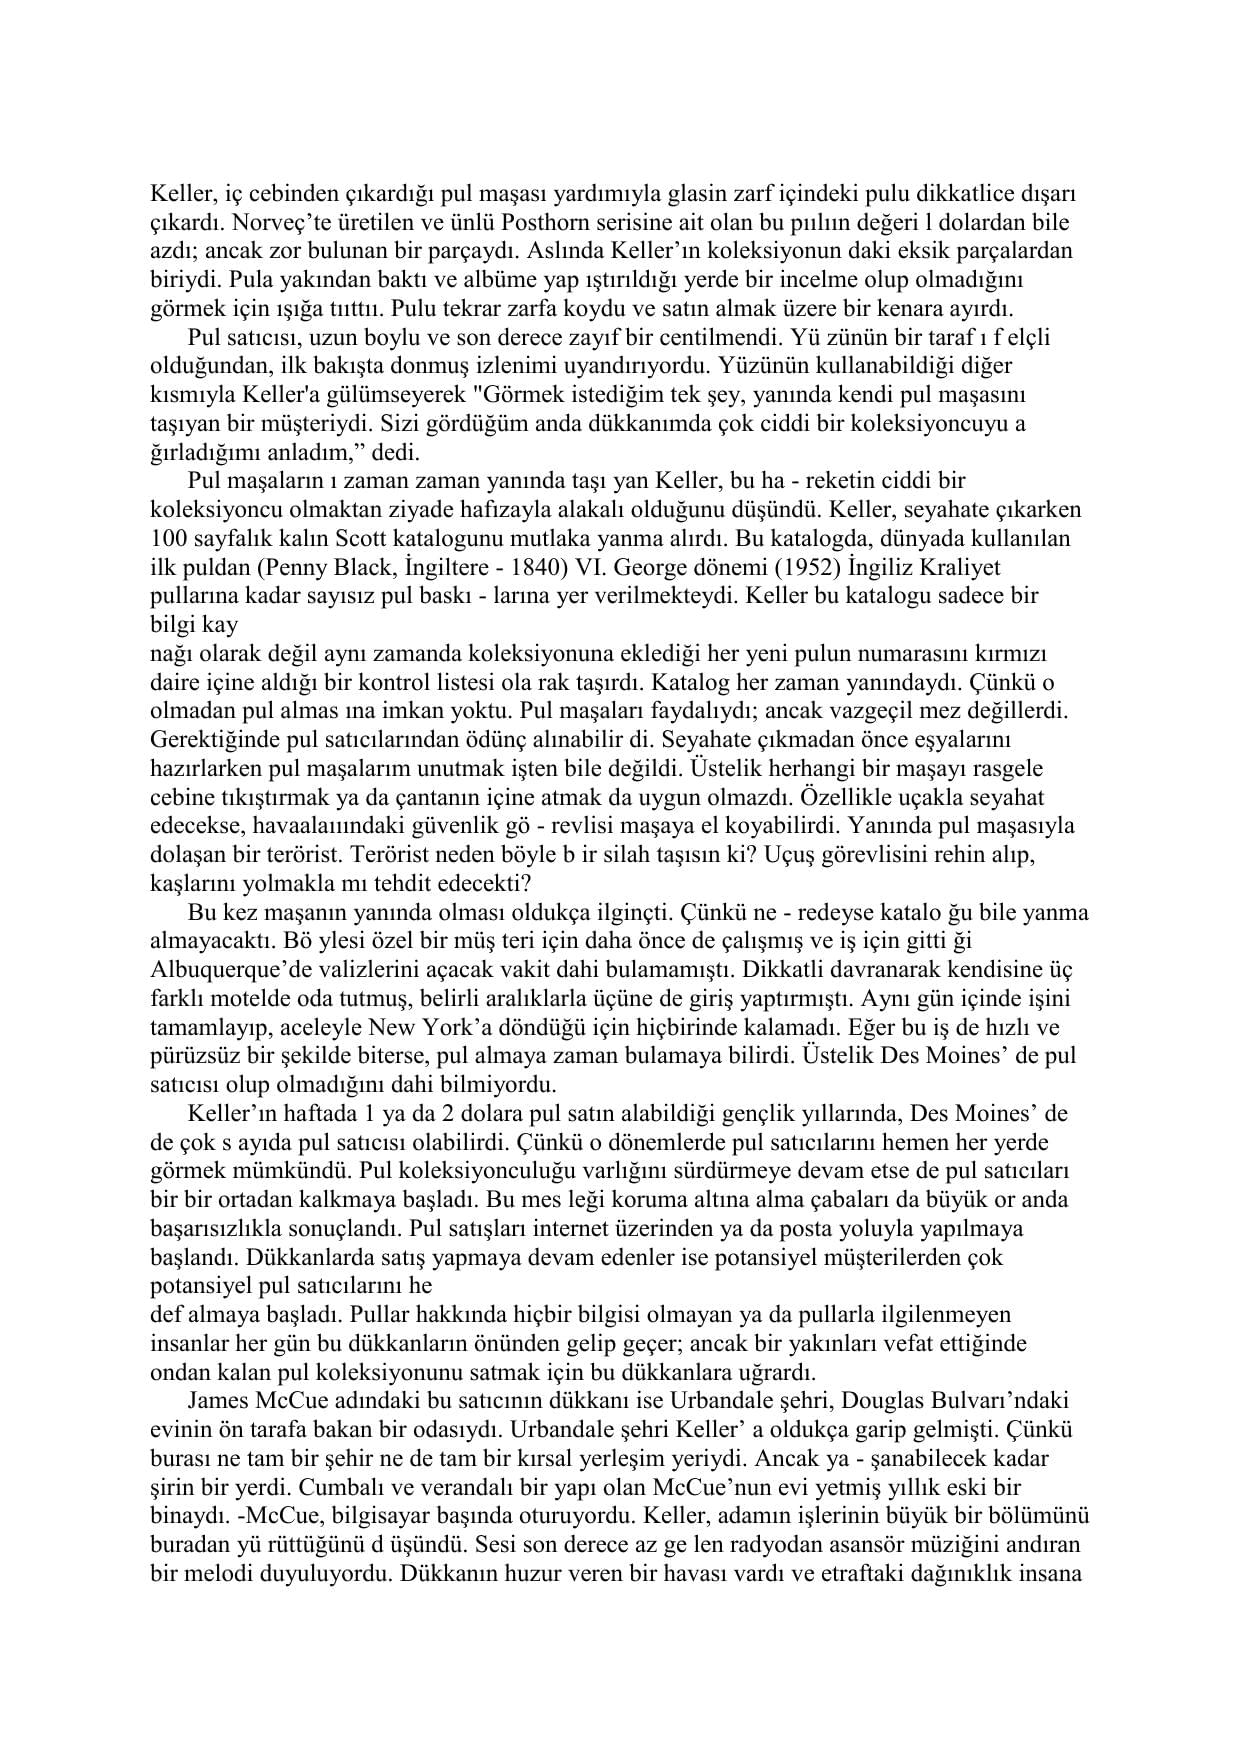 Keller, iç cebinden çıkardığı pul maşası yardımıyla glasin zarf içindeki pulu dikkatlice dışarı
çıkardı. Norveç’te üretilen ve ünlü Posthorn serisine ait olan bu pıılıın değeri l dolardan bile
azdı; ancak zor bulunan bir parçaydı. Aslında Keller’ın koleksiyonun daki eksik parçalardan
biriydi. Pula yakından baktı ve albüme yap ıştırıldığı yerde bir incelme olup olmadığını
görmek için ışığa tııttıı. Pulu tekrar zarfa koydu ve satın almak üzere bir kenara ayırdı.
Pul satıcısı, uzun boylu ve son derece zayıf bir centilmendi. Yü zünün bir taraf ı f elçli
olduğundan, ilk bakışta donmuş izlenimi uyandırıyordu. Yüzünün kullanabildiği diğer
kısmıyla Keller'a gülümseyerek "Görmek istediğim tek şey, yanında kendi pul maşasını
taşıyan bir müşteriydi. Sizi gördüğüm anda dükkanımda çok ciddi bir koleksiyoncuyu a
ğırladığımı anladım,” dedi.
Pul maşaların ı zaman zaman yanında taşı yan Keller, bu ha - reketin ciddi bir
koleksiyoncu olmaktan ziyade hafızayla alakalı olduğunu düşündü. Keller, seyahate çıkarken
100 sayfalık kalın Scott katalogunu mutlaka yanma alırdı. Bu katalogda, dünyada kullanılan
ilk puldan (Penny Black, İngiltere - 1840) VI. George dönemi (1952) İngiliz Kraliyet
pullarına kadar sayısız pul baskı - larına yer verilmekteydi. Keller bu katalogu sadece bir
bilgi kay
nağı olarak değil aynı zamanda koleksiyonuna eklediği her yeni pulun numarasını kırmızı
daire içine aldığı bir kontrol listesi ola rak taşırdı. Katalog her zaman yanındaydı. Çünkü o
olmadan pul almas ına imkan yoktu. Pul maşaları faydalıydı; ancak vazgeçil mez değillerdi.
Gerektiğinde pul satıcılarından ödünç alınabilir di. Seyahate çıkmadan önce eşyalarını
hazırlarken pul maşalarım unutmak işten bile değildi. Üstelik herhangi bir maşayı rasgele
cebine tıkıştırmak ya da çantanın içine atmak da uygun olmazdı. Özellikle uçakla seyahat
edecekse, havaalaıııındaki güvenlik gö - revlisi maşaya el koyabilirdi. Yanında pul maşasıyla
dolaşan bir terörist. Terörist neden böyle b ir silah taşısın ki? Uçuş görevlisini rehin alıp,
kaşlarını yolmakla mı tehdit edecekti?
Bu kez maşanın yanında olması oldukça ilginçti. Çünkü ne - redeyse katalo ğu bile yanma
almayacaktı. Bö ylesi özel bir müş teri için daha önce de çalışmış ve iş için gitti ği
Albuquerque’de valizlerini açacak vakit dahi bulamamıştı. Dikkatli davranarak kendisine üç
farklı motelde oda tutmuş, belirli aralıklarla üçüne de giriş yaptırmıştı. Aynı gün içinde işini
tamamlayıp, aceleyle New York’a döndüğü için hiçbirinde kalamadı. Eğer bu iş de hızlı ve
pürüzsüz bir şekilde biterse, pul almaya zaman bulamaya bilirdi. Üstelik Des Moines’ de pul
satıcısı olup olmadığını dahi bilmiyordu.
Keller’ın haftada 1 ya da 2 dolara pul satın alabildiği gençlik yıllarında, Des Moines’ de
de çok s ayıda pul satıcısı olabilirdi. Çünkü o dönemlerde pul satıcılarını hemen her yerde
görmek mümkündü. Pul koleksiyonculuğu varlığını sürdürmeye devam etse de pul satıcıları
bir bir ortadan kalkmaya başladı. Bu mes leği koruma altına alma çabaları da büyük or anda
başarısızlıkla sonuçlandı. Pul satışları internet üzerinden ya da posta yoluyla yapılmaya
başlandı. Dükkanlarda satış yapmaya devam edenler ise potansiyel müşterilerden çok
potansiyel pul satıcılarını he
def almaya başladı. Pullar hakkında hiçbir bilgisi olmayan ya da pullarla ilgilenmeyen
insanlar her gün bu dükkanların önünden gelip geçer; ancak bir yakınları vefat ettiğinde
ondan kalan pul koleksiyonunu satmak için bu dükkanlara uğrardı.
James McCue adındaki bu satıcının dükkanı ise Urbandale şehri, Douglas Bulvarı’ndaki
evinin ön tarafa bakan bir odasıydı. Urbandale şehri Keller’ a oldukça garip gelmişti. Çünkü
burası ne tam bir şehir ne de tam bir kırsal yerleşim yeriydi. Ancak ya - şanabilecek kadar
şirin bir yerdi. Cumbalı ve verandalı bir yapı olan McCue’nun evi yetmiş yıllık eski bir
binaydı. -McCue, bilgisayar başında oturuyordu. Keller, adamın işlerinin büyük bir bölümünü
buradan yü rüttüğünü d üşündü. Sesi son derece az ge len radyodan asansör müziğini andıran
bir melodi duyuluyordu. Dükkanın huzur veren bir havası vardı ve etraftaki dağınıklık insana